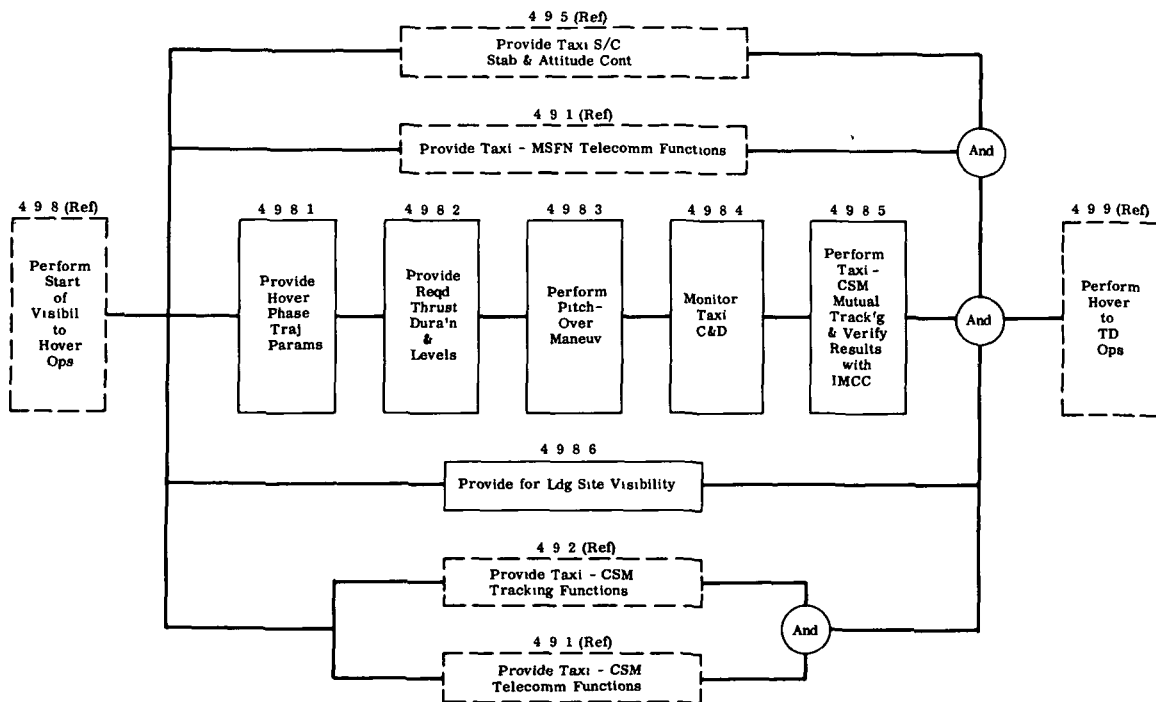 4 9 5 (Ref)
Provide Taxi S/C
Stab & Attitude Cont
4 9 1 (Ref)
Provide Taxi - MSFN Telecomm Functions
And
4 9 8 (Ref)
Perform
Start
of
Visibil
to
Hover
Ops
4 9 8 1
Provide
Hover
Phase
Traj
Params
4 9 8 2
Provide
Reqd
Thrust
Dura'n
&
Levels
4 9 8 3
Perform
Pitch-
Over
Maneuv
4 9 8 4
Monitor
Taxi
C&D
4 9 8 5
Perform
Taxi -
CSM
Mutual
Track'g
& Verify
Results
with
IMCC
And
4 9 9 (Ref)
Perform
Hover
to
TD
Ops
4 9 8 6
Provide for Ldg Site Visibility
4 9 2 (Ref)
Provide Taxi - CSM
Tracking Functions
And
4 9 1 (Ref)
Provide Taxi - CSM
Telecomm Functions